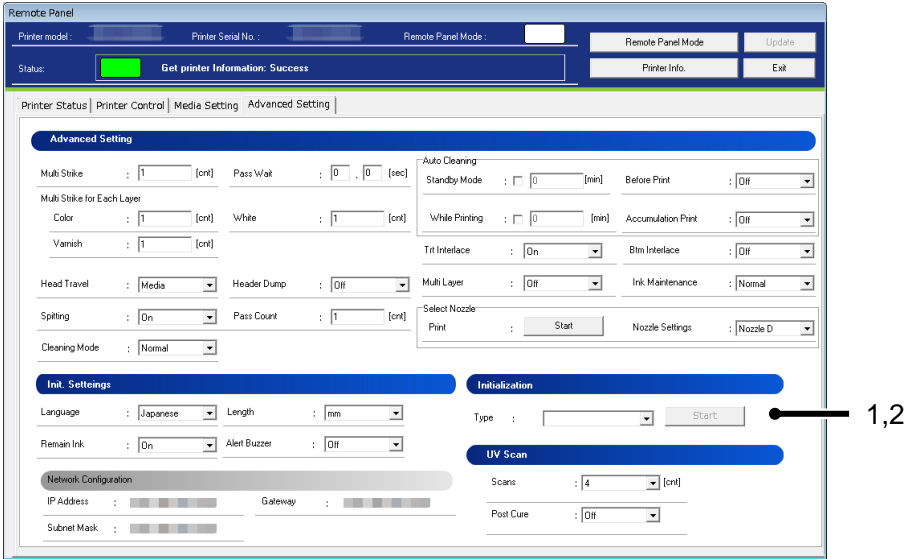 Remote Panel
Printer model : Printer Serial No. : Remote Panel Mode : Remote Panel Mode Update
Status: Get printer Information: Success Printer Info. Exit
Printer Status Printer Control Media Setting Advanced Setting
Advanced Setting
Multi Strike : 1 [cnt] Pass Wait : 0 . 0 [sec]
Auto Cleaning
Standby Mode : 0 [min] Before Print : Off
Multi Strike for Each Layer
Color : 1 [cnt] White : 1 [cnt] While Printing : 0 [min] Accumulation Print : Off
Varnish : 1 [cnt] Trt Interlace : On Btm Interlace : Off
Head Travel : Media Header Dump : Off Multi Layer : Off Ink Maintenance : Normal
Select Nozzle
Spitting : On Pass Count : 1 [cnt] Print : Start Nozzle Settings : Nozzle D
Cleaning Mode : Normal
Init. Setteings Initialization
Language : Japanese Length : mm Type : Start 1,2
Remain Ink : On Alert Buzzer : Off
UV Scan
Network Configuration Scans : 4 [cnt]
IP Address : Gateway :
Subnet Mask : Post Cure : Off